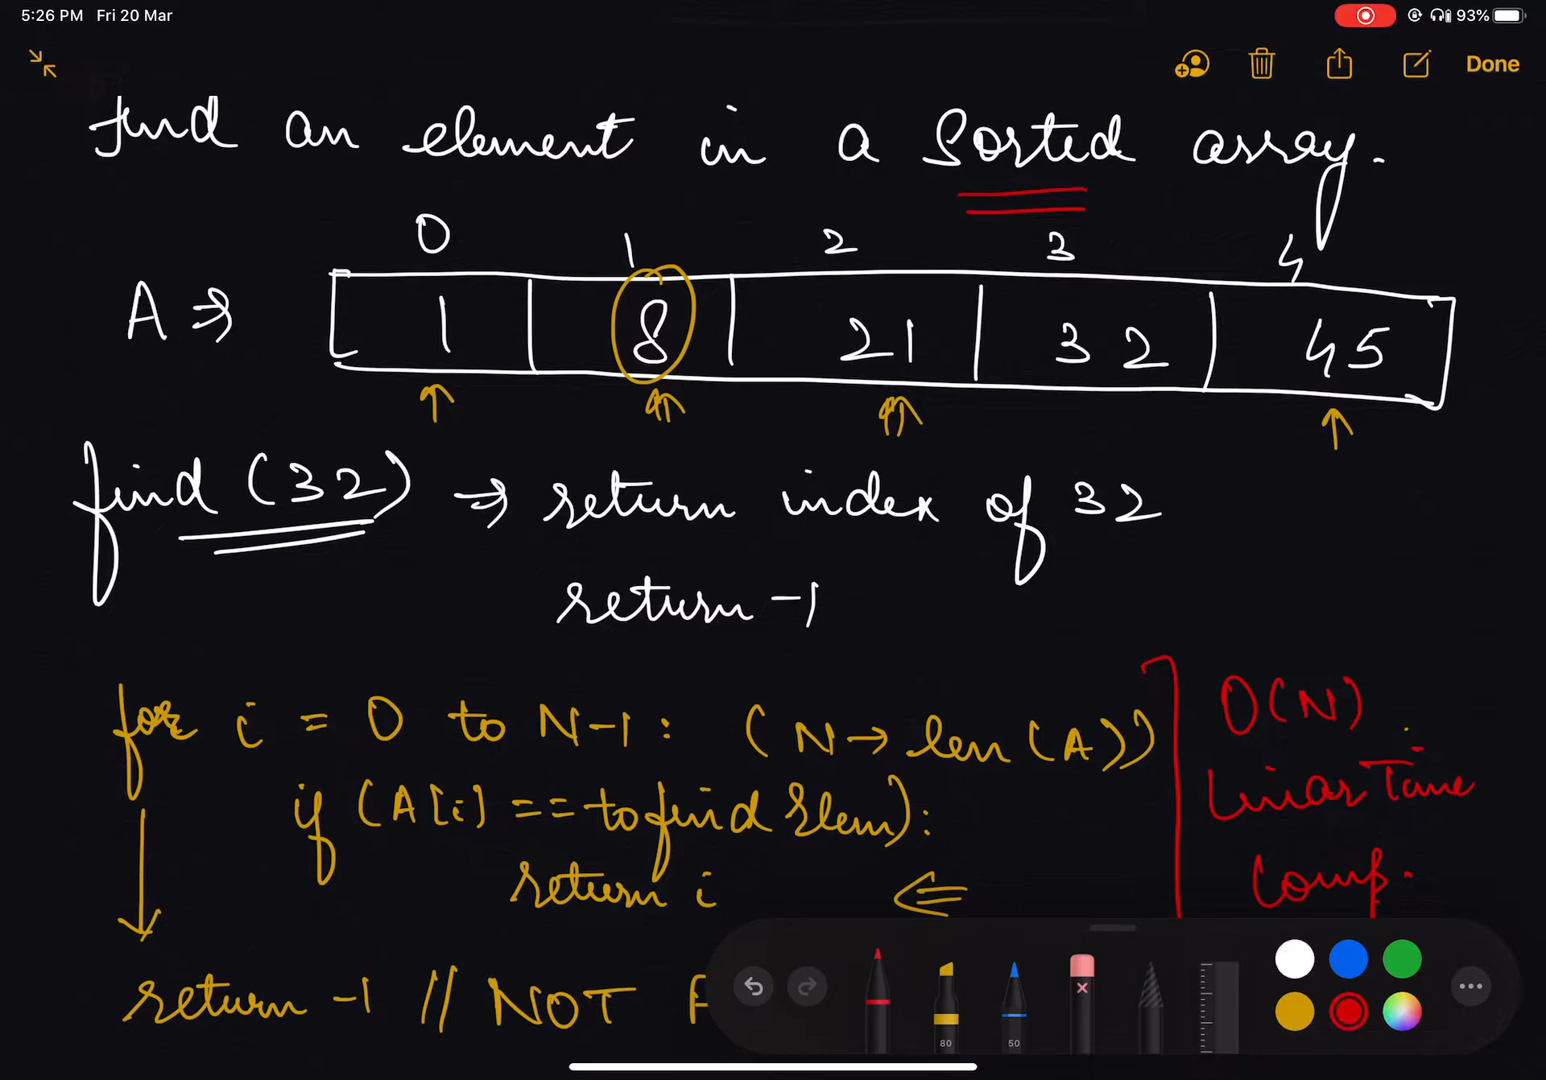 5:26 PM Fri 20 Mar 93%
Done
find an element in a Sorted array.
0 1 2 3 4
A ⇒ 1 8 21 32 45
find (32) ⇒ return index of 32
return -1
for i = 0 to N-1: (N→ len(A)) O(N)
Linear Time
if (A[i] == tofindElem):
return i ⇐ Comp.
return -1 // NOT F
80 50